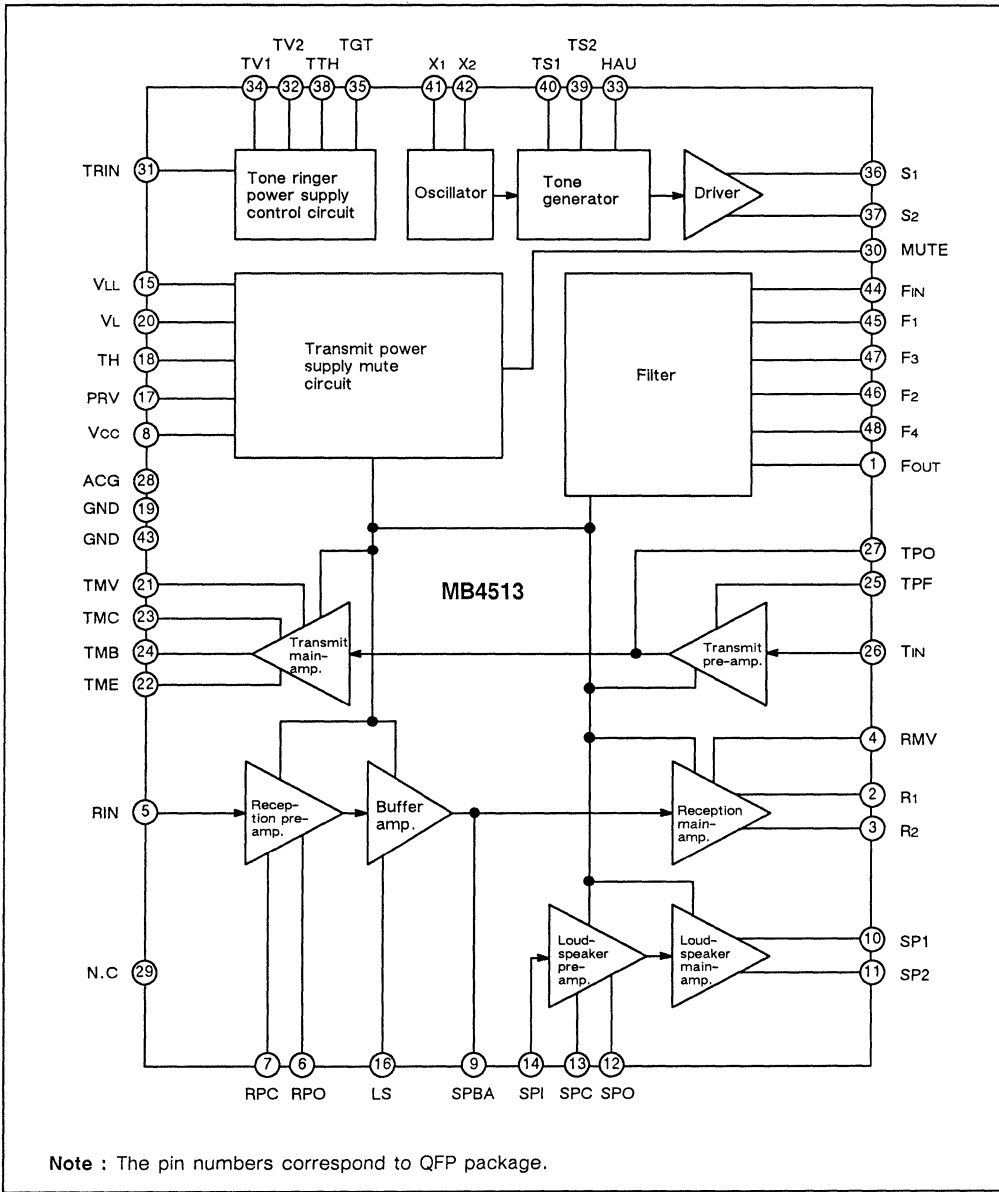 TV2 TGT TS2
TV1 TTH X1 X2 TS1 HAU
34 32 38 35 41 42 40 39 33
TRIN 31
Tone ringer
power supply
control circuit
Oscillator
Tone
generator
Driver
36 S1
37 S2
30 MUTE
VLL 15
VL 20
TH 18
PRV 17
VCC 8
Transmit power
supply mute
circuit
Filter
44 FIN
45 F1
47 F3
46 F2
48 F4
1 FOUT
ACG 28
GND 19
GND 43
TMV 21
TMC 23
TMB 24
TME 22
MB4513
Transmit
main-
amp.
Transmit
pre-amp.
27 TPO
25 TPF
26 TIN
4 RMV
2 R1
3 R2
RIN 5
Recep-
tion pre-
amp.
Buffer
amp.
Reception
main-
amp.
Loud-
speaker
pre-
amp.
Loud-
speaker
main-
amp.
10 SP1
11 SP2
N.C 29
7 6 16 9 14 13 12
RPC RPO LS SPBA SPI SPC SPO
Note : The pin numbers correspond to QFP package.